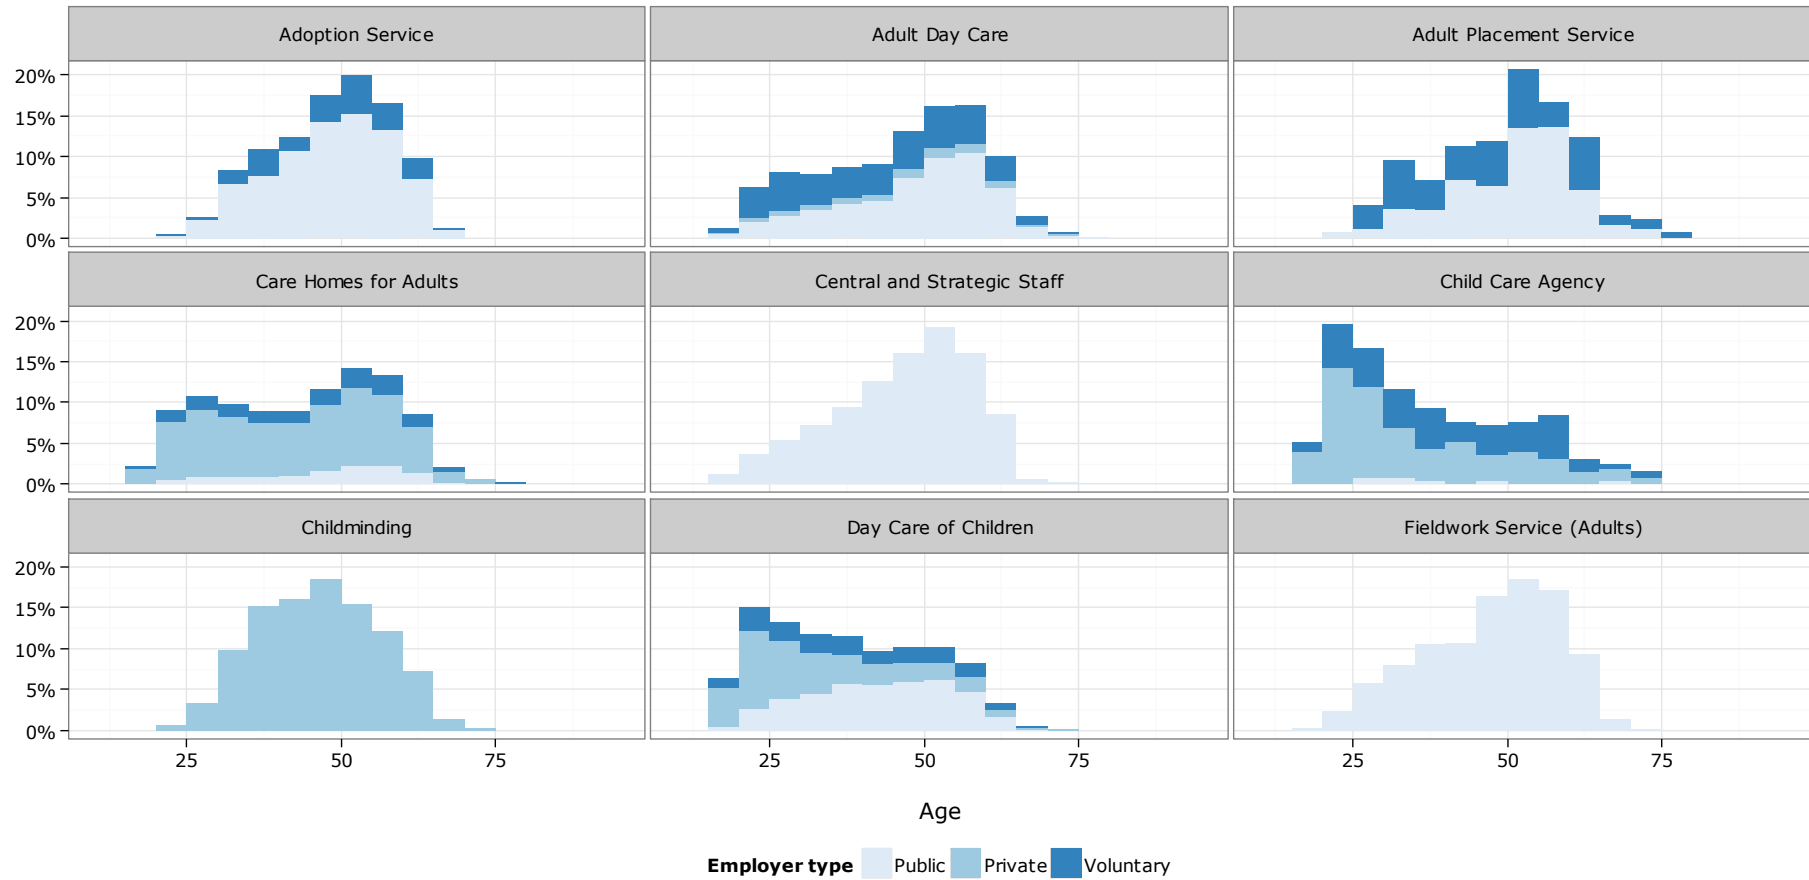 Adoption Service
Adult Day Care
Adult Placement Service
20%
15%
10%
5%
0%
Care Homes for Adults
Central and Strategic Staff
Child Care Agency
20%
15%
10%
5%
0%
Childminding
Day Care of Children
Fieldwork Service (Adults)
20%
15%
10%
5%
0%
25 50 75 25 50 75 25 50 75
Age
Employer type Public Private Voluntary